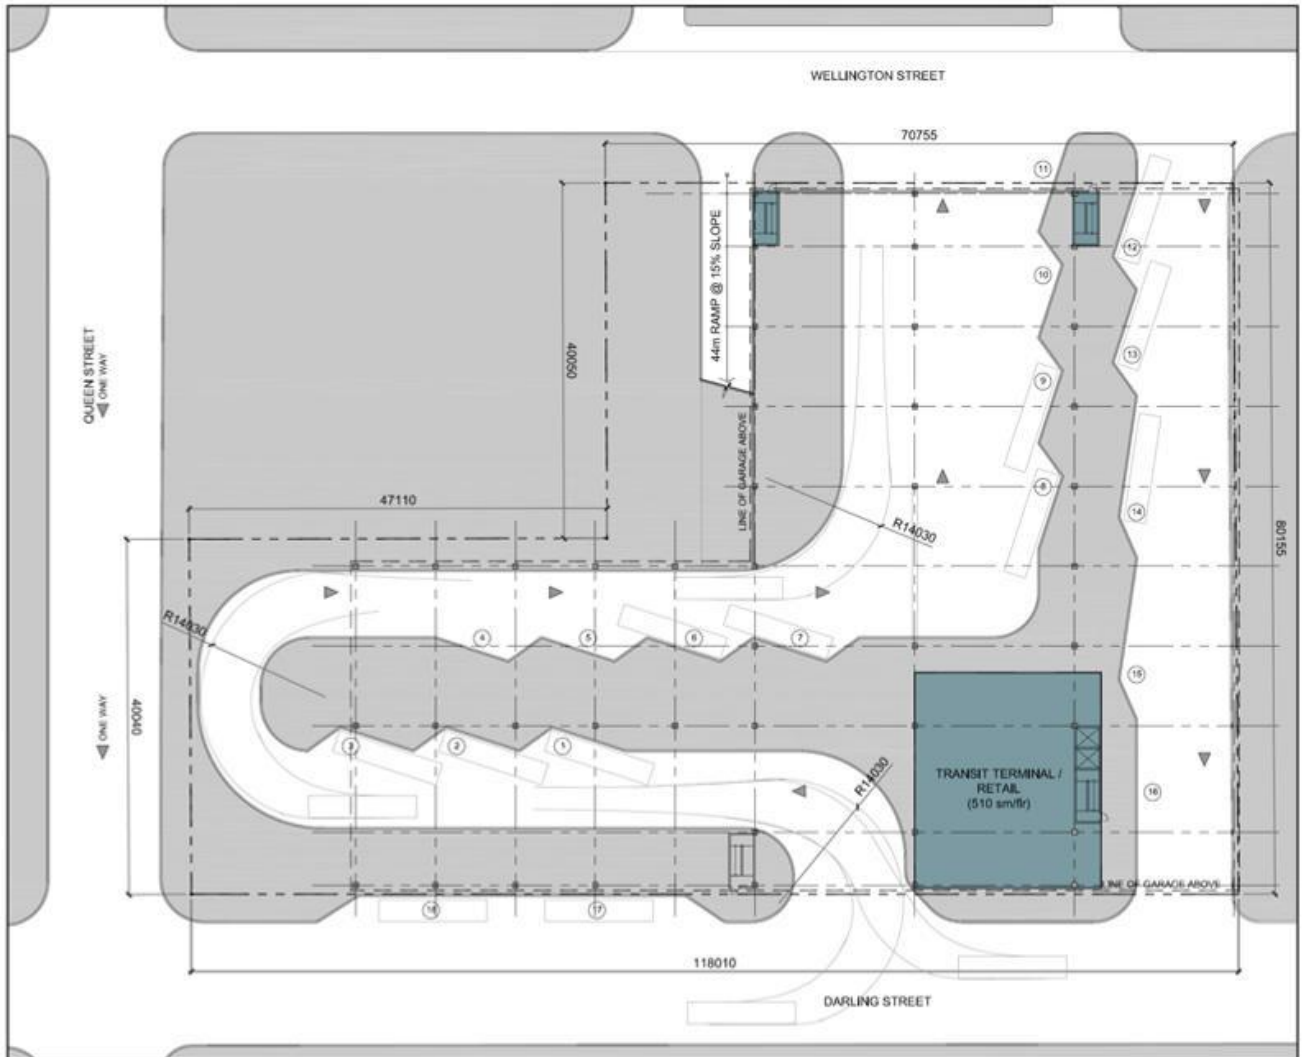 WELLINGTON STREET
70755
11
44m RAMP @ 15% SLOPE
12
10
QUEEN STREET
ONE WAY
40050
13
9
LINE OF GARAGE ABOVE
8
47110
14
R14030
80155
R14030
4
5
6
7
15
ONE WAY
40040
3
2
1
R14030
TRANSIT TERMINAL /
RETAIL
(510 sm/flr)
16
LINE OF GARAGE ABOVE
18
17
118010
DARLING STREET